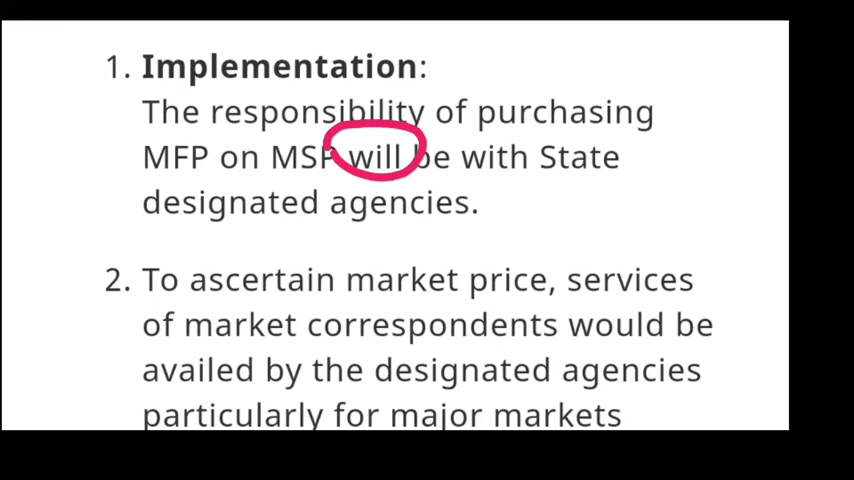 1. Implementation:
The responsibility of purchasing
MFP on MSP will be with State
designated agencies.
2. To ascertain market price, services
of market correspondents would be
availed by the designated agencies
particularly for major markets